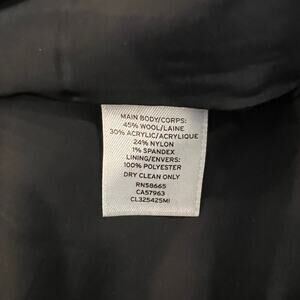 MAIN BODY/CORPS:
45% WOOL/LAINE
30% ACRYLIC/ACRYLIQUE
24% NYLON
1% SPANDEX
LINING/ENVERS:
100% POLYESTER
DRY CLEAN ONLY
RN58665
CA57963
CL325425MI